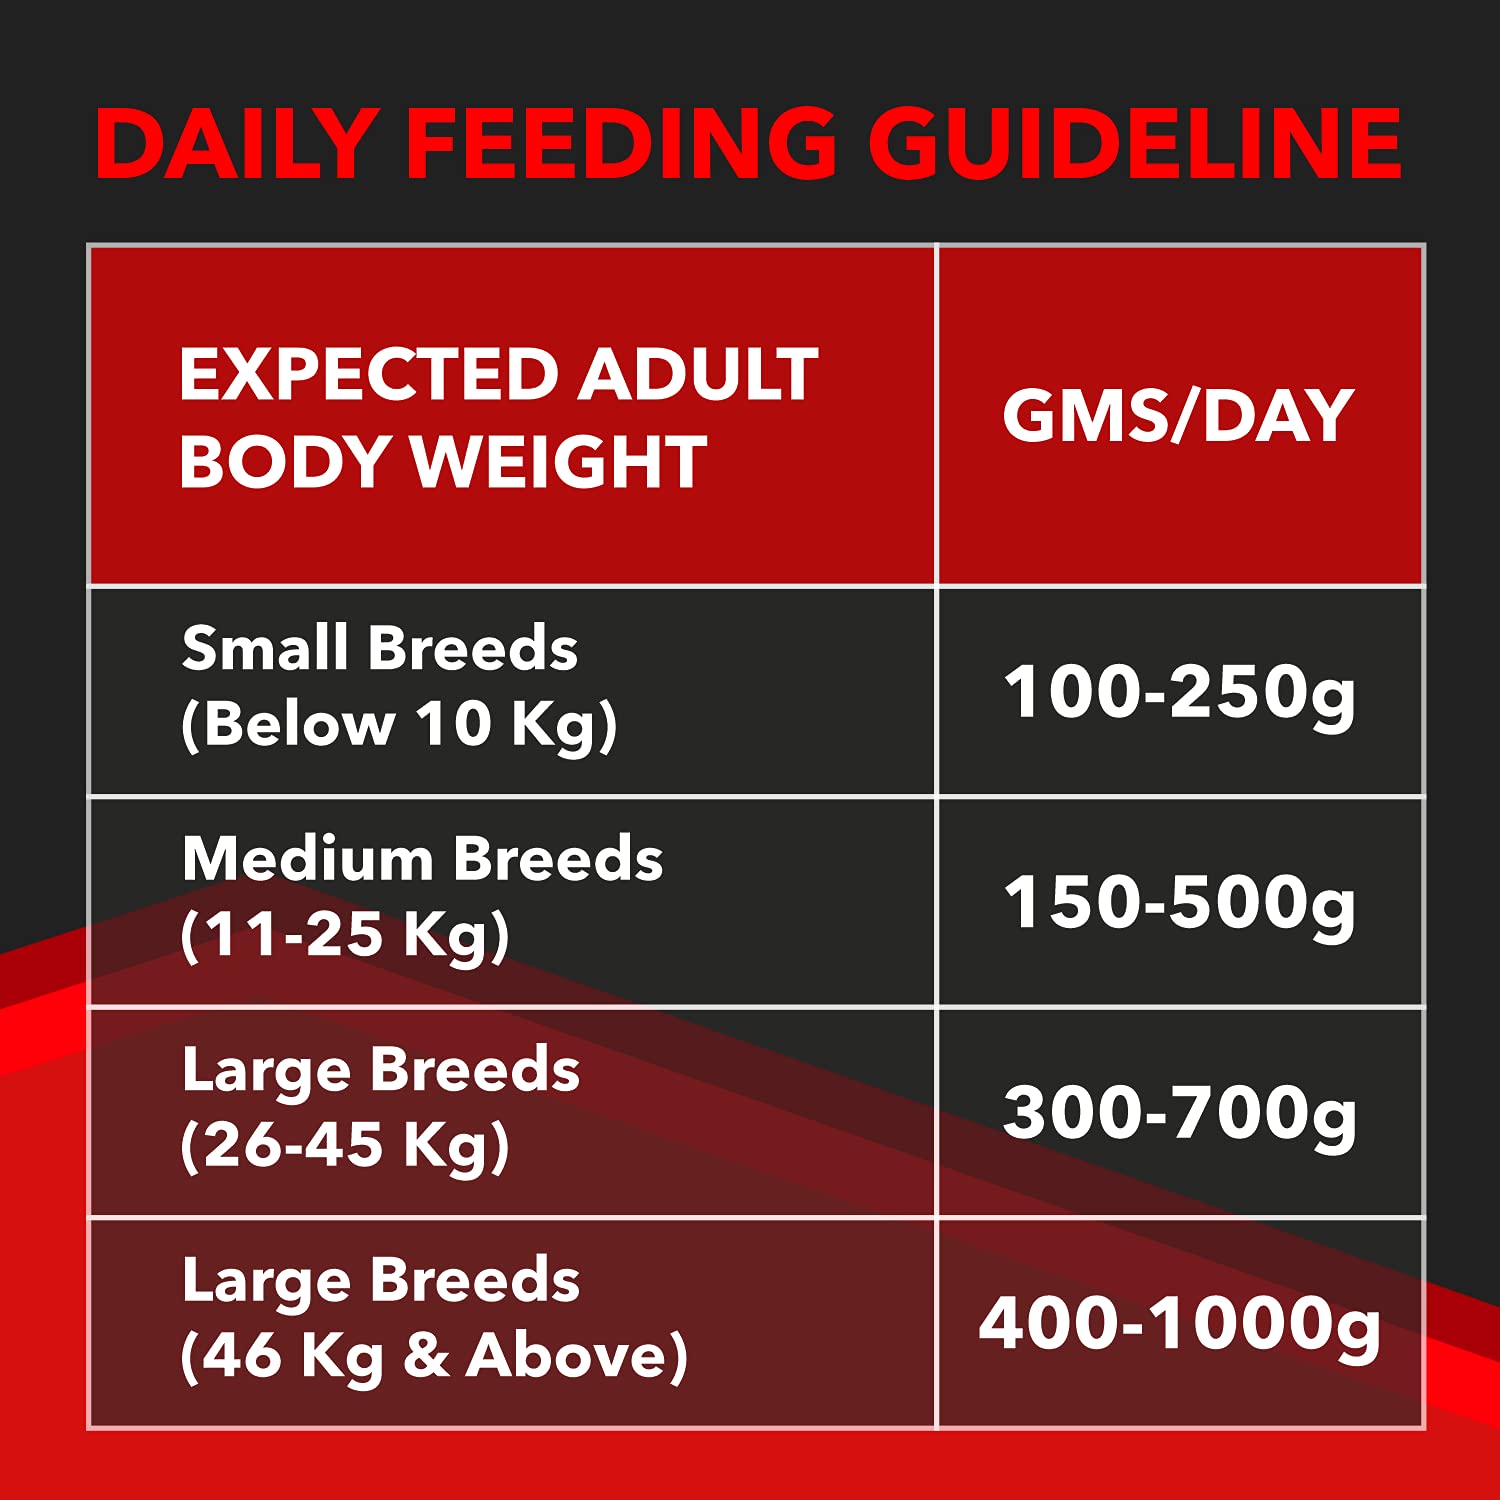 DAILY FEEDING GUIDELINE
EXPECTED ADULT
BODY WEIGHT
GMS/DAY
Small Breeds
(Below 10 Kg)
100-250g
Medium Breeds
(11-25 Kg)
150-500g
Large Breeds
(26-45 Kg)
300-700g
Large Breeds
(46 Kg & Above)
400-1000g